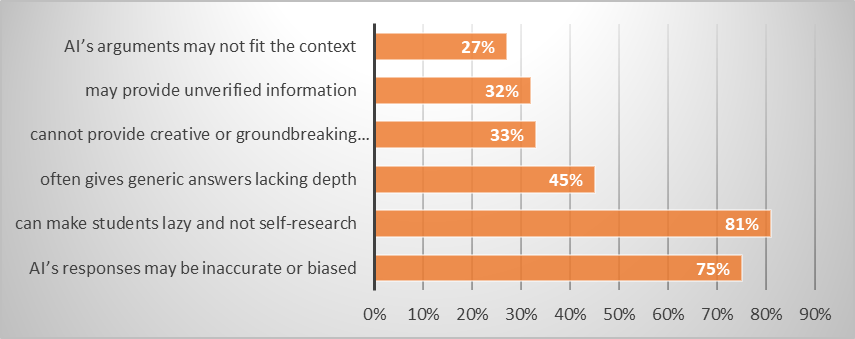 AI’s arguments may not fit the context
27%
may provide unverified information
32%
cannot provide creative or groundbreaking...
33%
often gives generic answers lacking depth
45%
can make students lazy and not self-research
81%
AI’s responses may be inaccurate or biased
75%
0% 10% 20% 30% 40% 50% 60% 70% 80% 90%